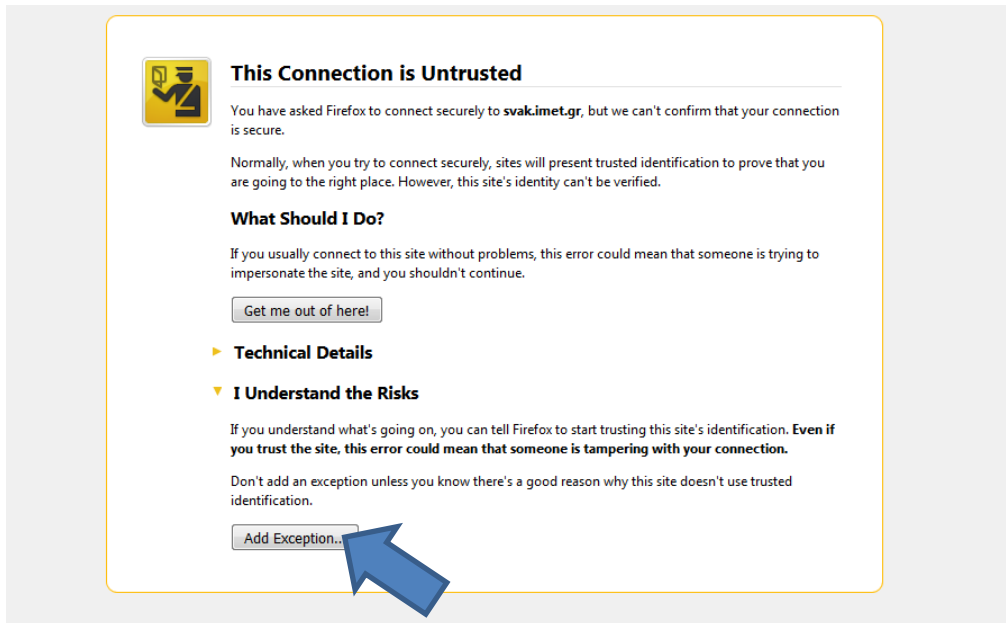 This Connection is Untrusted
You have asked Firefox to connect securely to svak.imet.gr, but we can't confirm that your connection
is secure.
Normally, when you try to connect securely, sites will present trusted identification to prove that you
are going to the right place. However, this site's identity can't be verified.
What Should I Do?
If you usually connect to this site without problems, this error could mean that someone is trying to
impersonate the site, and you shouldn't continue.
Get me out of here!
Technical Details
I Understand the Risks
If you understand what's going on, you can tell Firefox to start trusting this site's identification. Even if
you trust the site, this error could mean that someone is tampering with your connection.
Don't add an exception unless you know there's a good reason why this site doesn't use trusted
identification.
Add Exception..